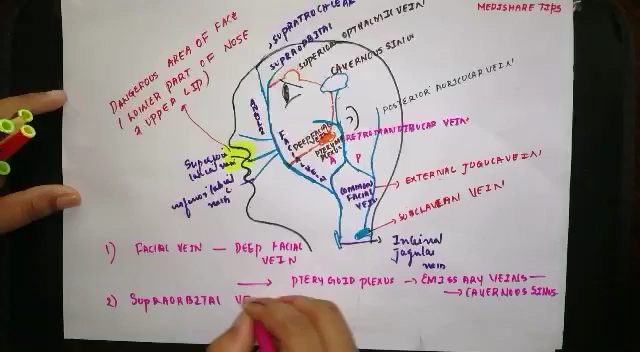 MEDISHARE TIPS
SUPRATROCHLEAR
SUPRAORBITAL
SUPERIOR OPTHALMIC VEIN
CAVERNOUS SINUS
DANGEROUS AREA OF FACE
(LOWER PART OF NOSE
& UPPER LIP)
POSTERIOR AURICULAR VEIN
DEEP FACIAL
RETROMANDIBULAR VEIN
A P
Superior
labial vein
inferior labial
vein
COMMON
FACIAL
VEIN
EXTERNAL JUGULAR VEIN
SUBCLAVIAN VEIN
Internal
jugular
vein
1) FACIAL VEIN — DEEP FACIAL
VEIN
→ PTERYGOID PLEXUS → EMISSARY VEINS —
→ CAVERNOUS SINUS
2) SUPRAORBITAL VE